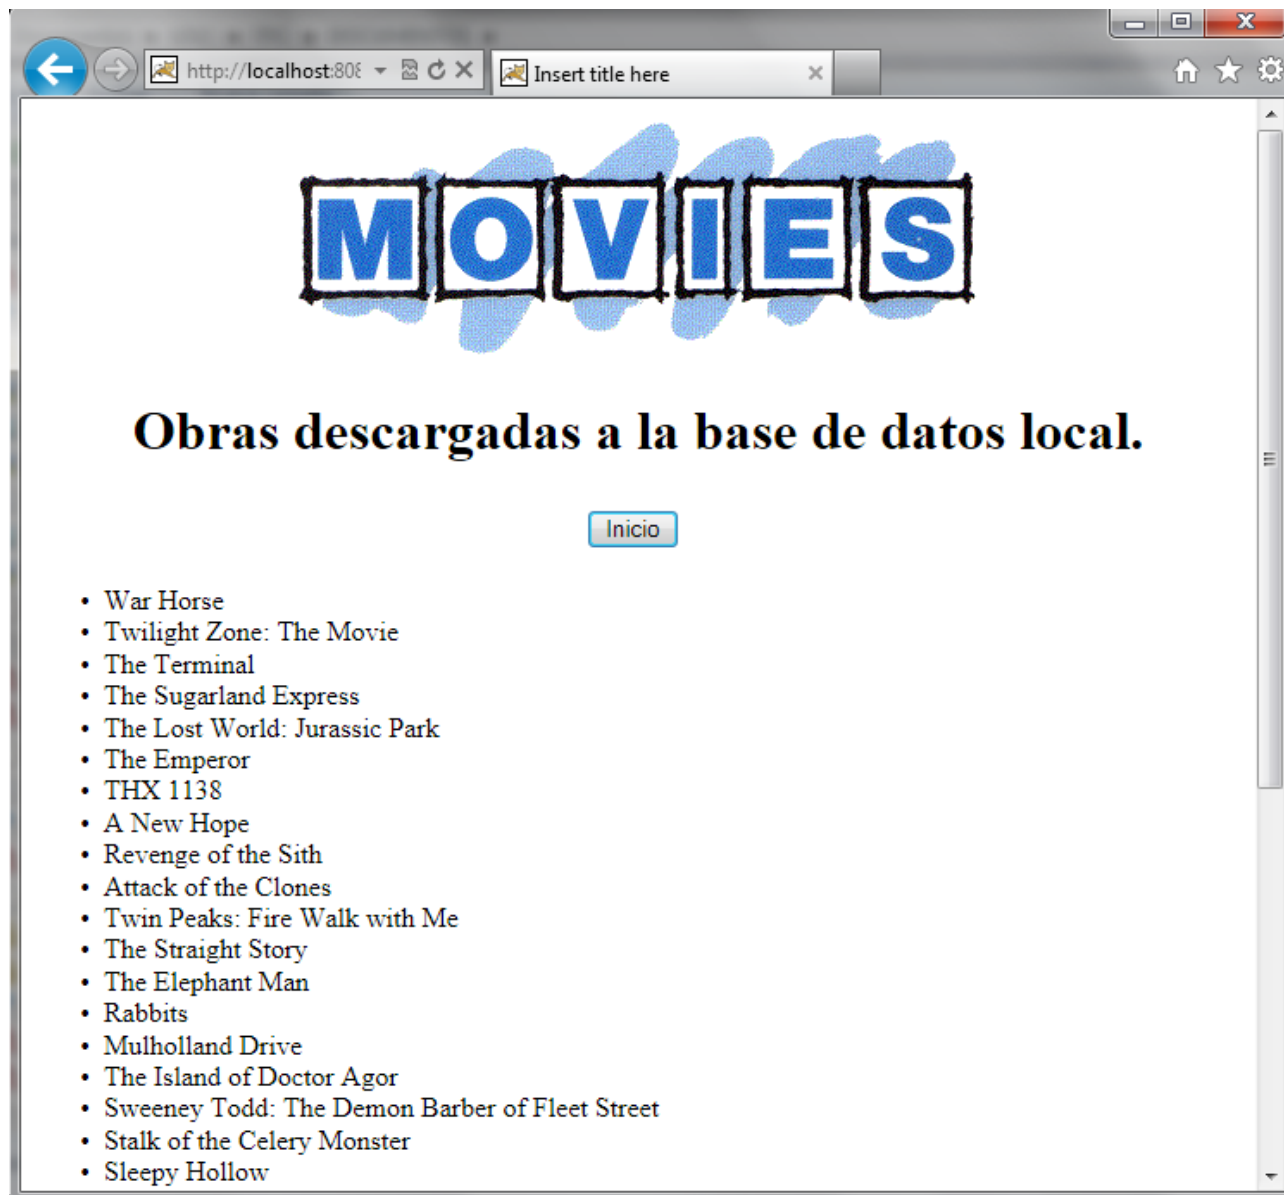 http://localhost:808
Insert title here
MOVIES
Obras descargadas a la base de datos local.
Inicio
• War Horse
• Twilight Zone: The Movie
• The Terminal
• The Sugarland Express
• The Lost World: Jurassic Park
• The Emperor
• THX 1138
• A New Hope
• Revenge of the Sith
• Attack of the Clones
• Twin Peaks: Fire Walk with Me
• The Straight Story
• The Elephant Man
• Rabbits
• Mulholland Drive
• The Island of Doctor Agor
• Sweeney Todd: The Demon Barber of Fleet Street
• Stalk of the Celery Monster
• Sleepy Hollow